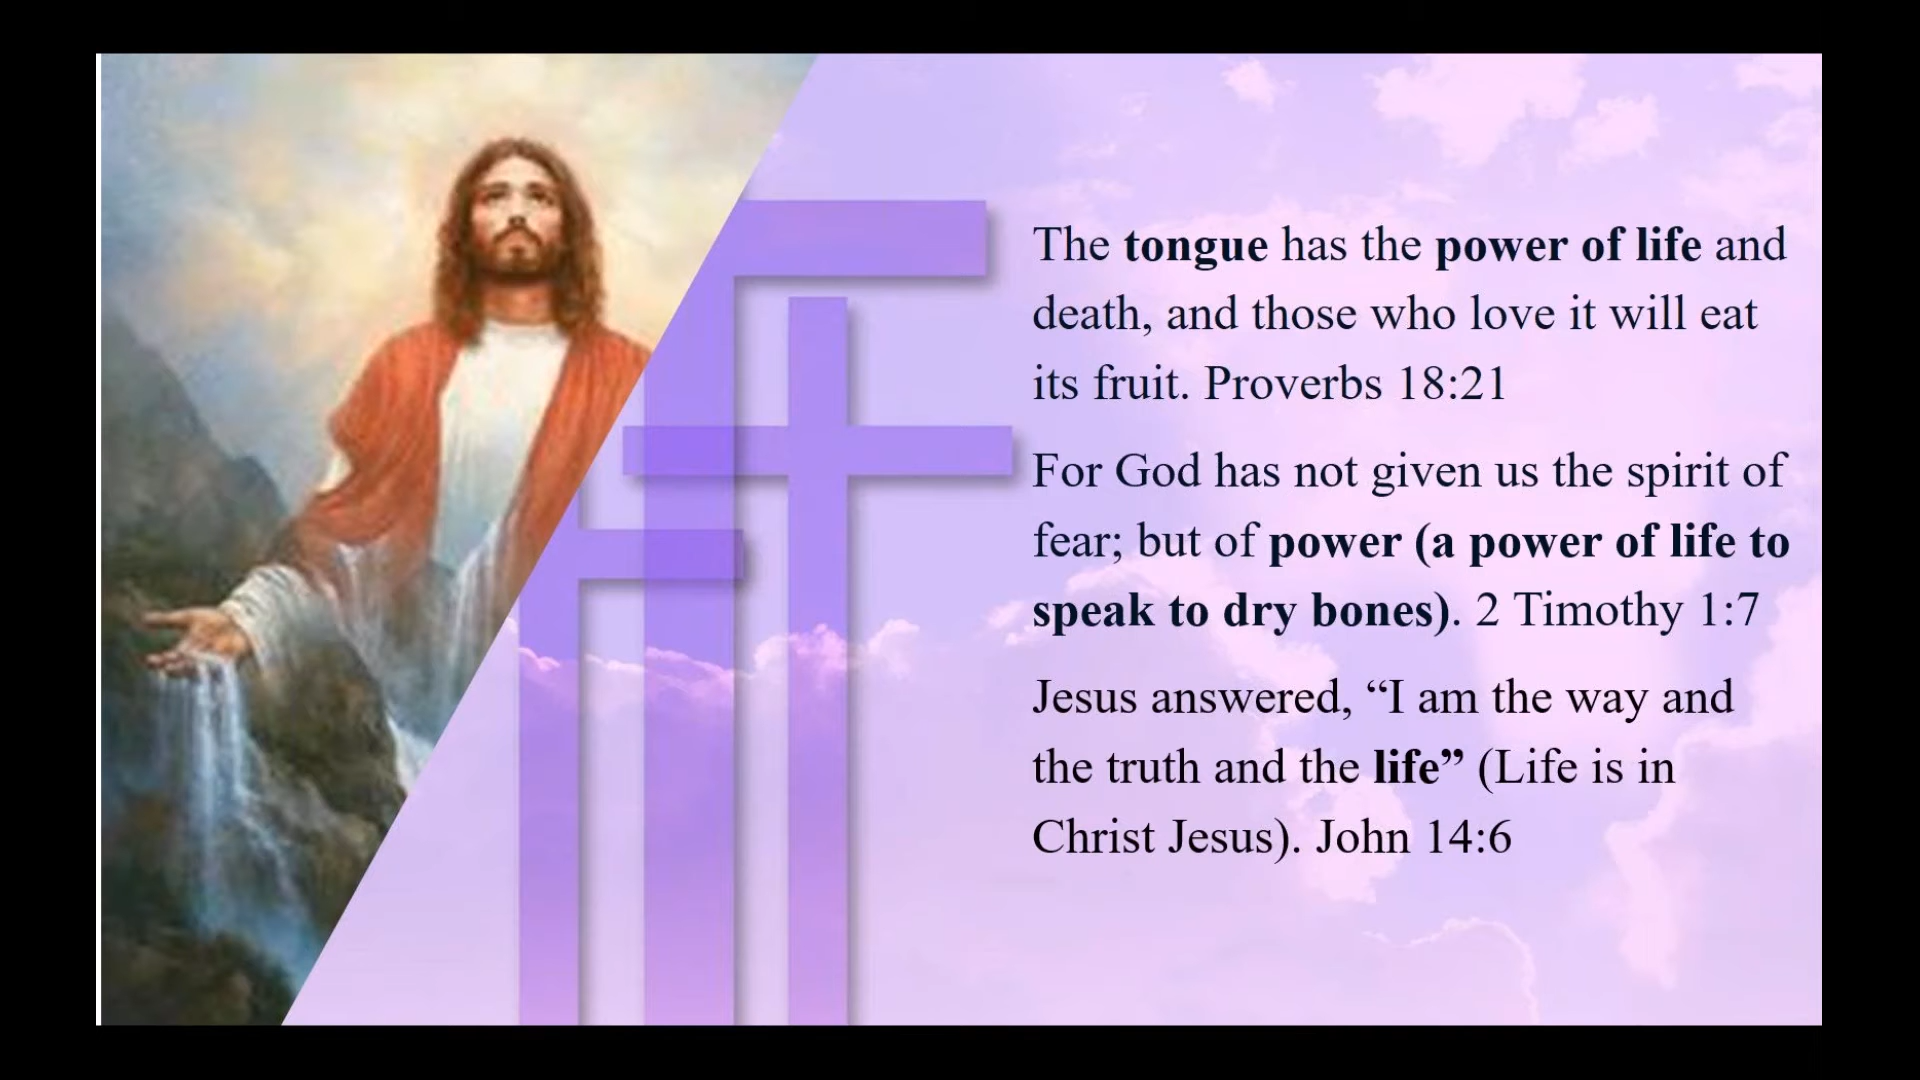 The tongue has the power of life and
death, and those who love it will eat
its fruit. Proverbs 18:21
For God has not given us the spirit of
fear; but of power (a power of life to
speak to dry bones). 2 Timothy 1:7
Jesus answered, “I am the way and
the truth and the life” (Life is in
Christ Jesus). John 14:6